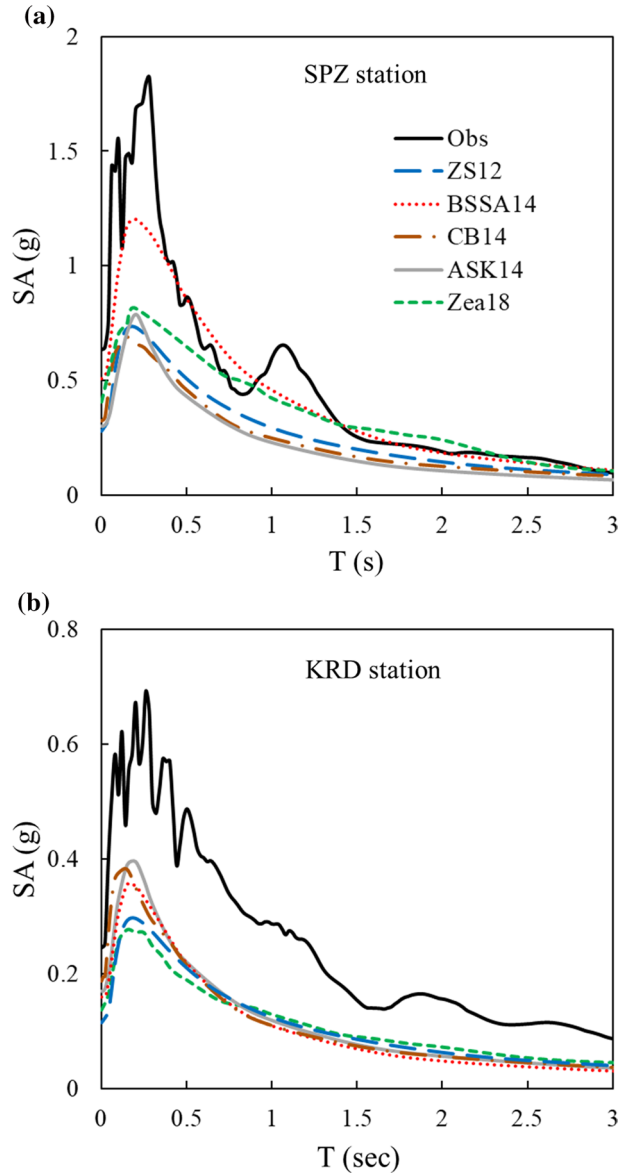 (a)
2
1.5
1
0.5
0
SA (g)
SPZ station
Obs
ZS12
BSSA14
CB14
ASK14
Zea18
0 0.5 1 1.5 2 2.5 3
T (s)
(b)
0.8
0.6
0.4
0.2
0
SA (g)
KRD station
0 0.5 1 1.5 2 2.5 3
T (sec)